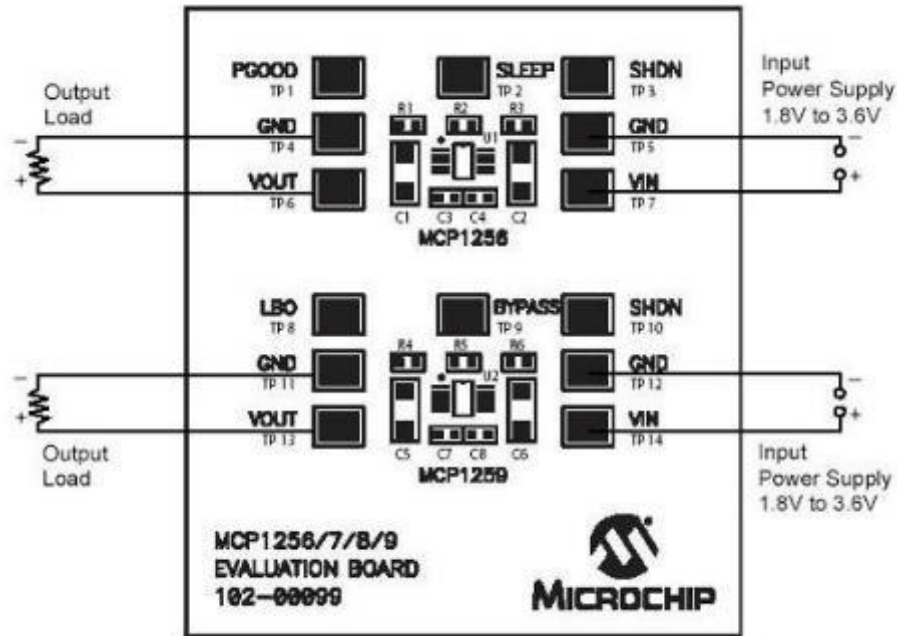 PGOOD
TP 1
SLEEP
TP 2
SHDN
TP 3
Input
Power Supply
1.8V to 3.6V
Output
Load
−
+
GND
TP 4
VOUT
TP 6
R1
R2
R3
U1
C1
C3
C4
C2
MCP1256
GND
TP 5
VIN
TP 7
−
+
LBO
TP 8
BYPASS
TP 9
SHDN
TP 10
−
+
GND
TP 11
VOUT
TP 13
R4
R5
R6
U2
C5
C7
C8
C6
MCP1259
GND
TP 12
VIN
TP 14
−
+
Output
Load
Input
Power Supply
1.8V to 3.6V
MCP1256/7/8/9
EVALUATION BOARD
102-00099
MICROCHIP